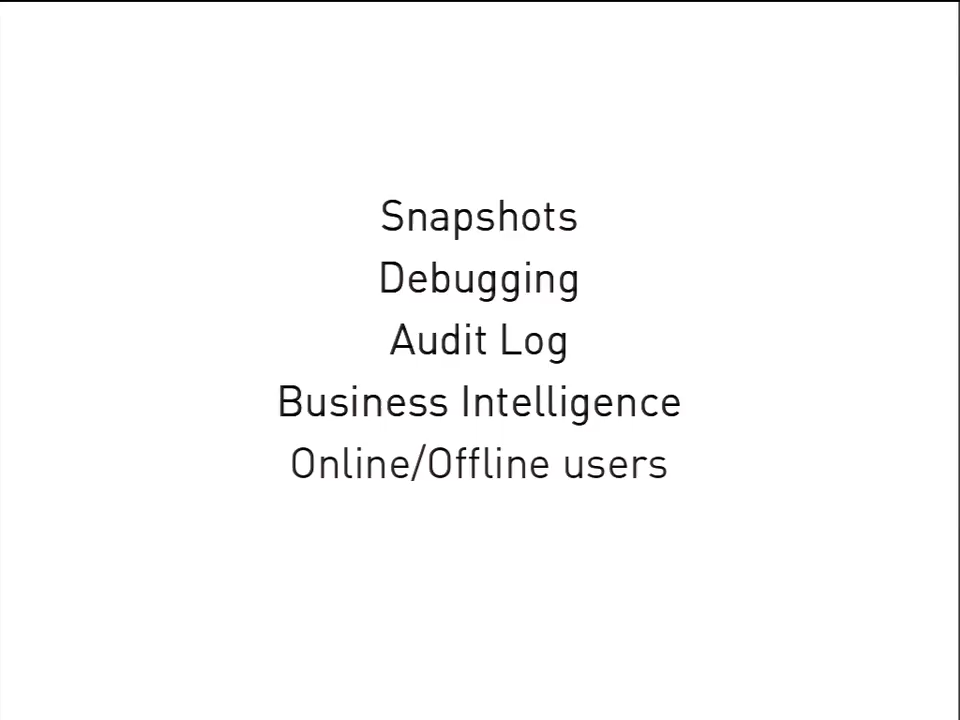 Snapshots
Debugging
Audit Log
Business Intelligence
Online/Offline users